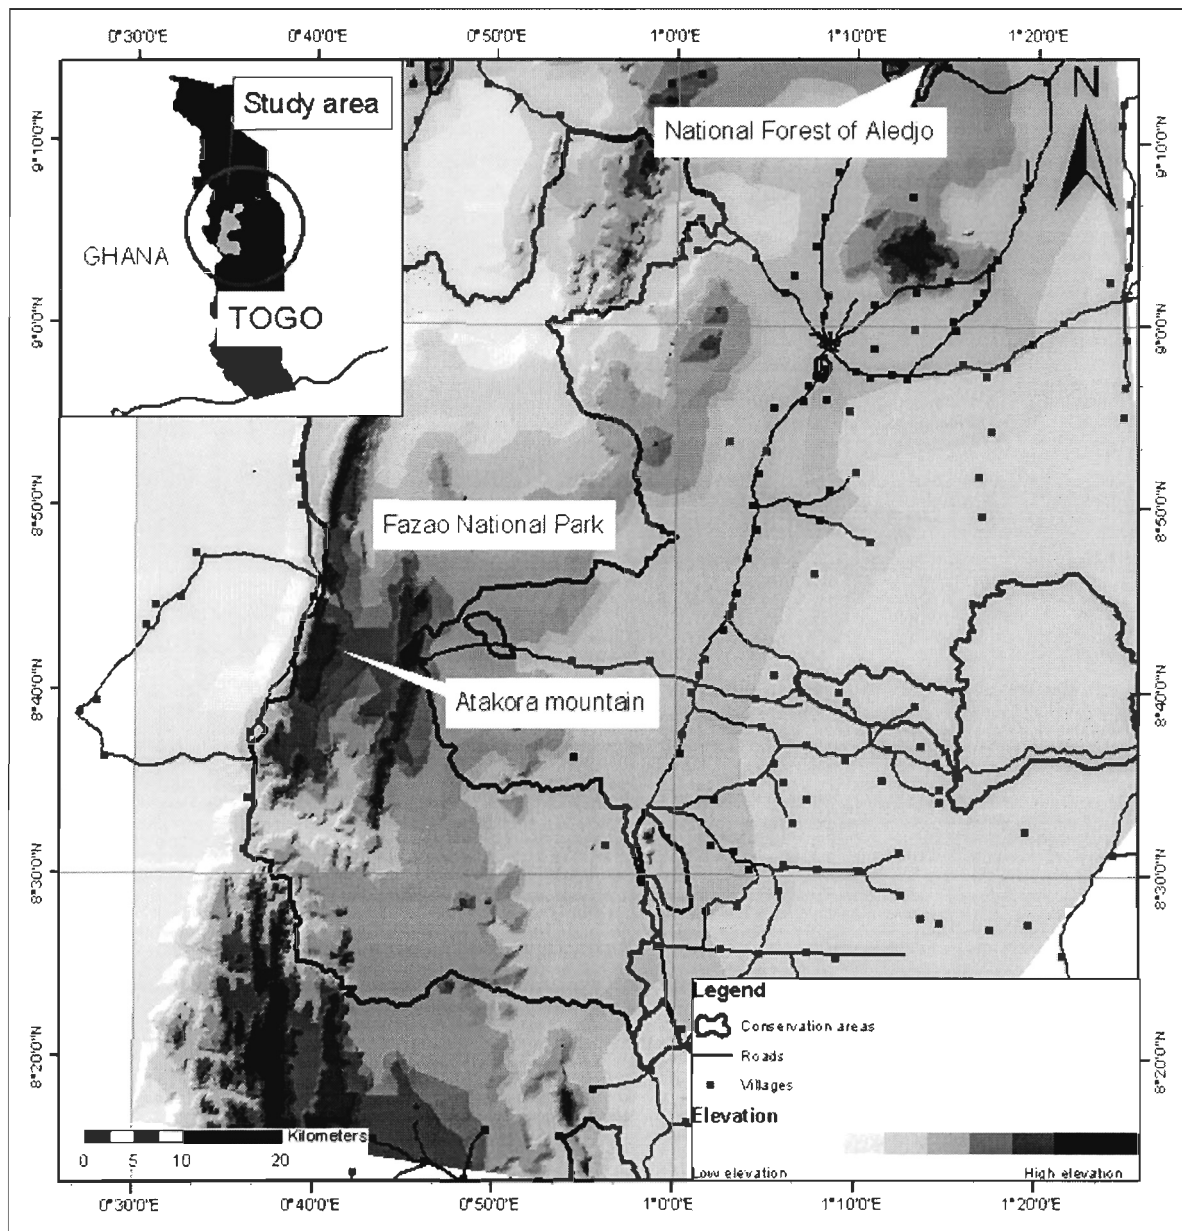 0°30'0"E 0°40'0"E 0°50'0"E 1°0'0"E 1°10'0"E 1°20'0"E
Study area
GHANA
TOGO
National Forest of Aledjo
N
9°10'0"N
9°10'0"N
9°0'0"N
9°0'0"N
8°50'0"N
8°50'0"N
Fazao National Park
Atakora mountain
8°40'0"N
8°40'0"N
8°30'0"N
8°30'0"N
8°20'0"N
8°20'0"N
Legend
Conservation areas
Roads
Villages
Elevation
Low elevation High elevation
Kilometers
0 5 10 20
0°30'0"E 0°40'0"E 0°50'0"E 1°0'0"E 1°10'0"E 1°20'0"E